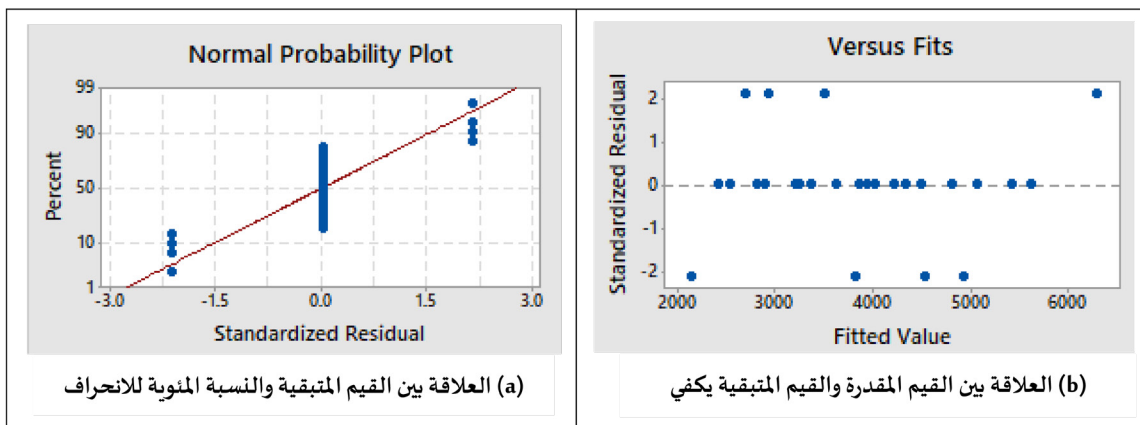 Normal Probability Plot
99
90
50
10
1
Percent
-3.0
-1.5
0.0
1.5
3.0
Standardized Residual
(a) العلاقة بين القيم المتبقية والنسبة المئوية للانحراف
Versus Fits
2
1
0
-1
-2
Standardized Residual
2000
3000
4000
5000
6000
Fitted Value
(b) العلاقة بين القيم المقدرة والقيم المتبقية يكفي